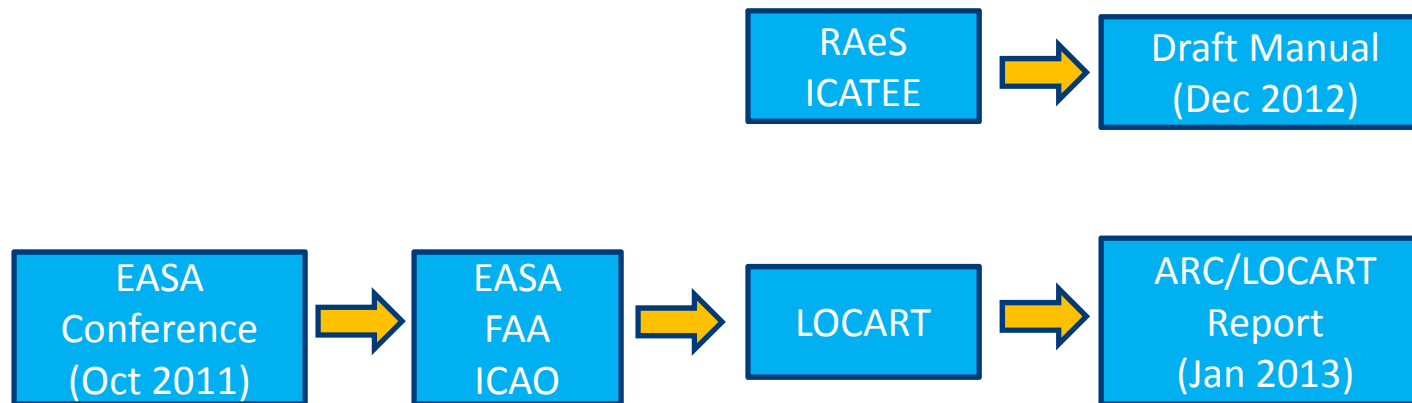 RAeS
ICATEE
Draft Manual
(Dec 2012)
EASA
Conference
(Oct 2011)
EASA
FAA
ICAO
LOCART
ARC/LOCART
Report
(Jan 2013)